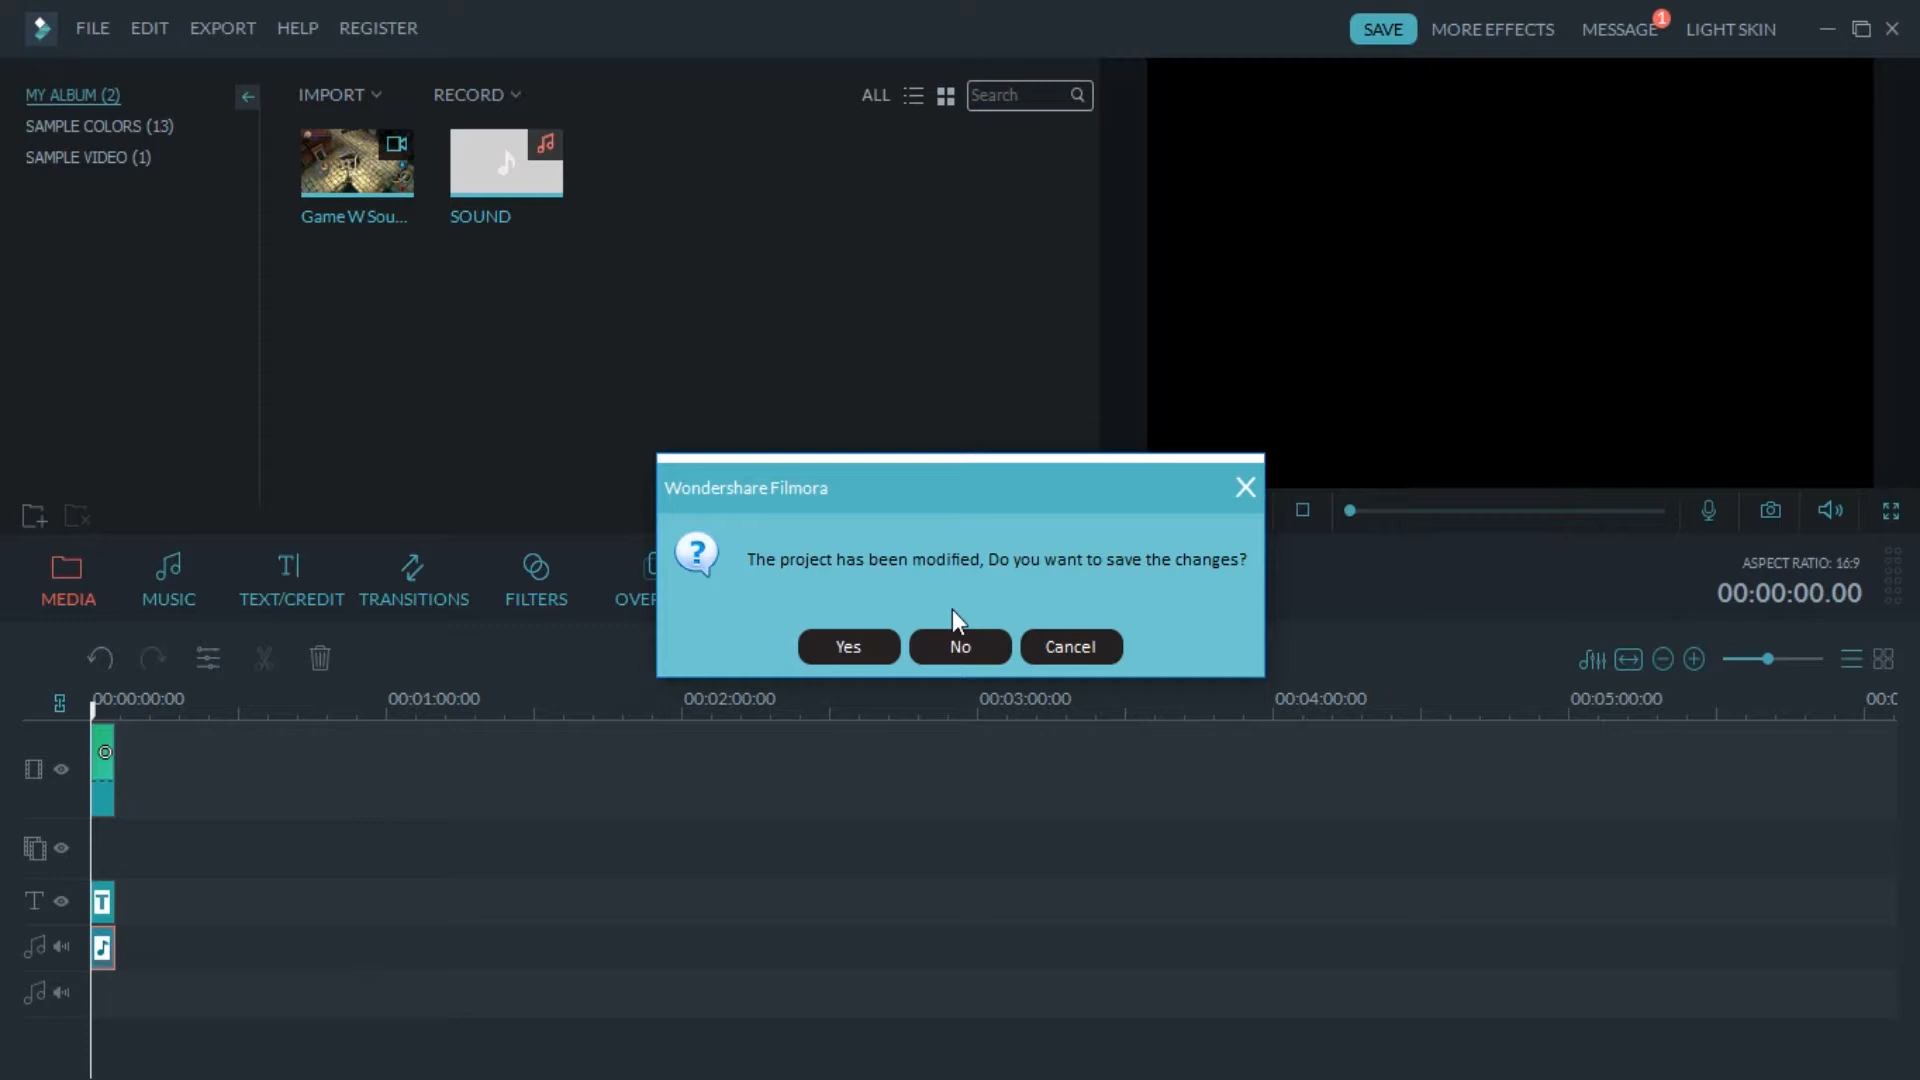 FILE EDIT EXPORT HELP REGISTER
SAVE MORE EFFECTS MESSAGE 1 LIGHT SKIN
MY ALBUM (2)
SAMPLE COLORS (13)
SAMPLE VIDEO (1)
IMPORT RECORD
ALL Search
Game W Sou... SOUND
Wondershare Filmora
The project has been modified, Do you want to save the changes?
Yes No Cancel
MEDIA MUSIC TEXT/CREDIT TRANSITIONS FILTERS
ASPECT RATIO: 16:9
00:00:00.00
00:00:00:00 00:01:00:00 00:02:00:00 00:03:00:00 00:04:00:00 00:05:00:00